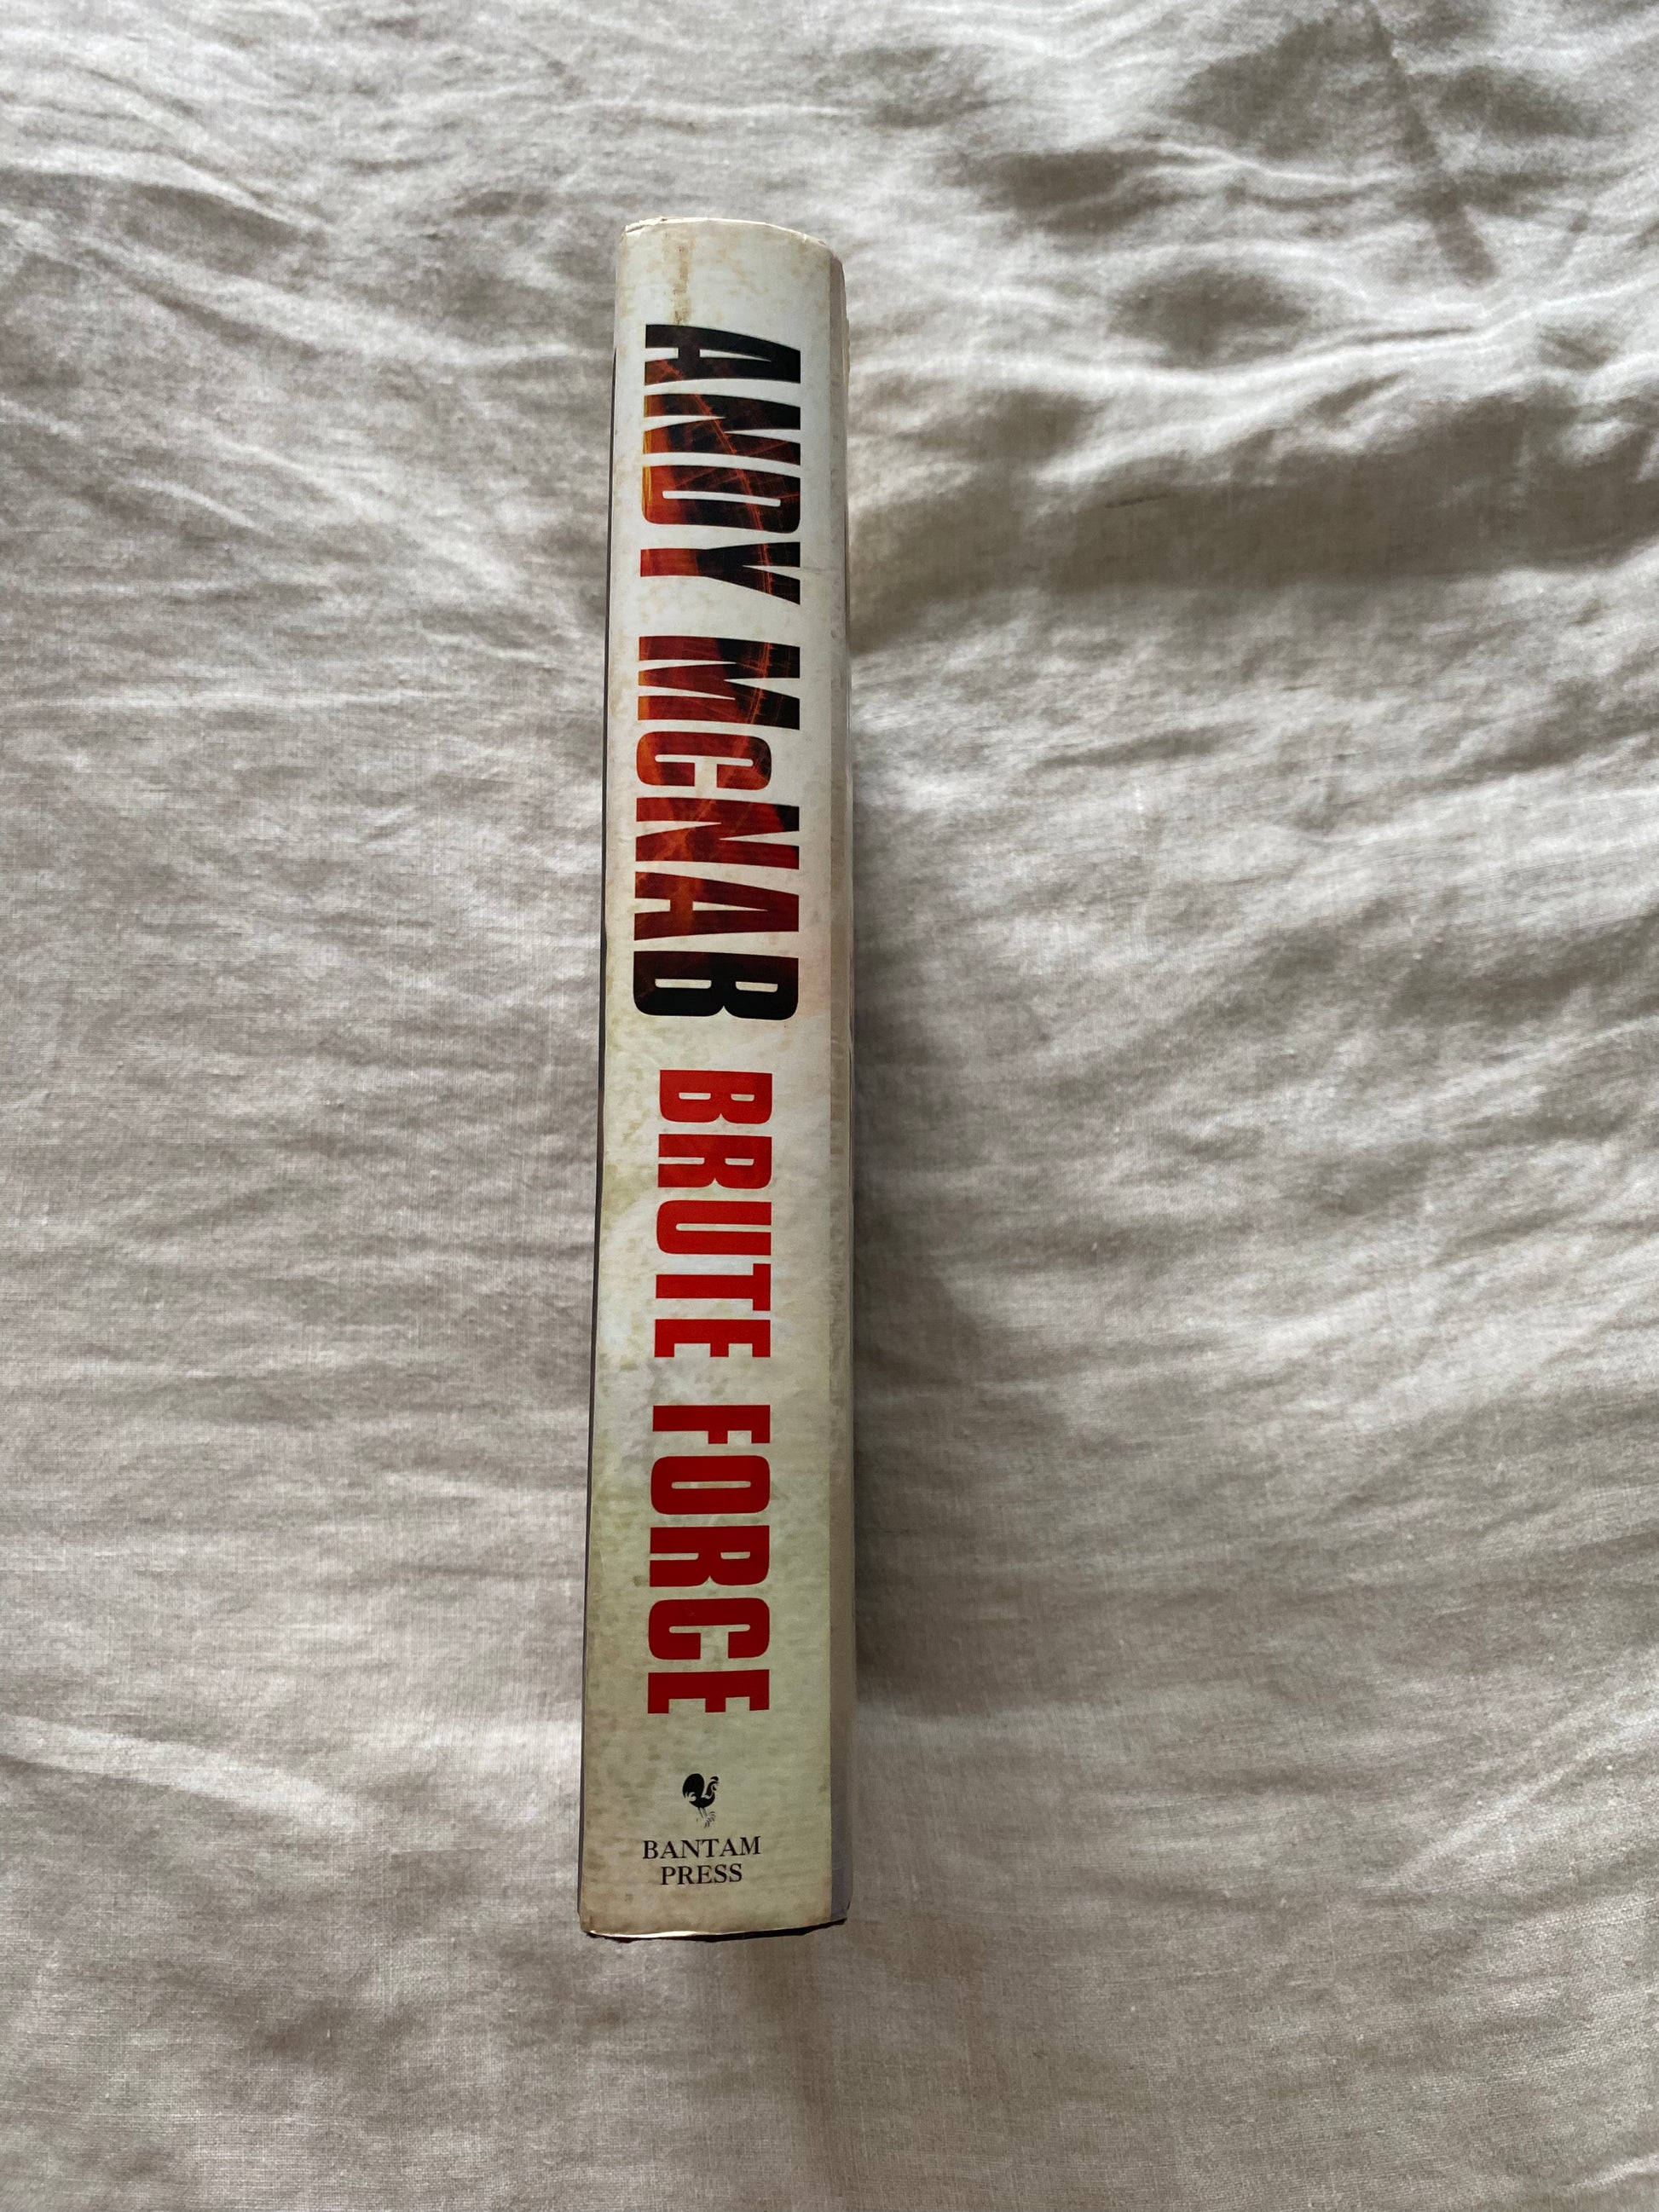 ANDY MCNAB
BRUTE FORCE
BANTAM
PRESS